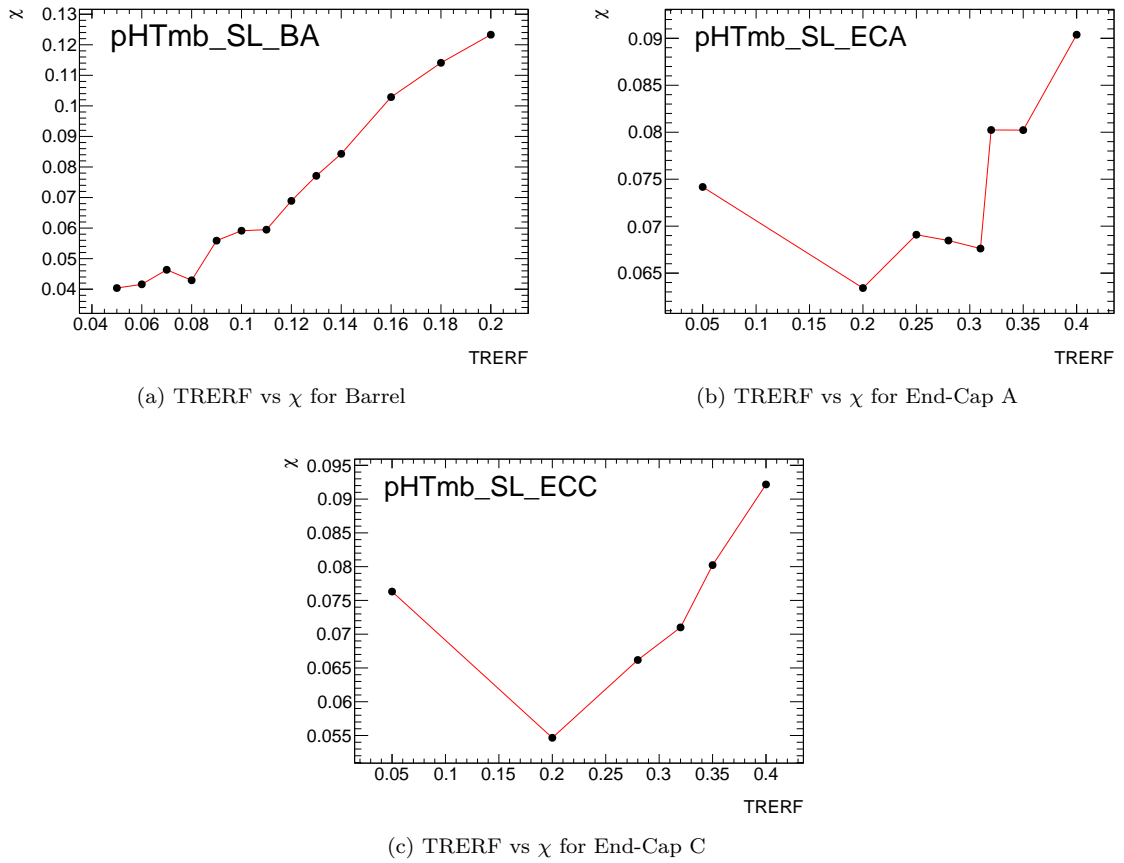 χ
pHTmb_SL_BA
0.13
0.12
0.11
0.1
0.09
0.08
0.07
0.06
0.05
0.04
0.04 0.06 0.08 0.1 0.12 0.14 0.16 0.18 0.2
TRERF
(a) TRERF vs χ for Barrel
χ
pHTmb_SL_ECA
0.09
0.085
0.08
0.075
0.07
0.065
0.05 0.1 0.15 0.2 0.25 0.3 0.35 0.4
TRERF
(b) TRERF vs χ for End-Cap A
χ
pHTmb_SL_ECC
0.095
0.09
0.085
0.08
0.075
0.07
0.065
0.06
0.055
0.05 0.1 0.15 0.2 0.25 0.3 0.35 0.4
TRERF
(c) TRERF vs χ for End-Cap C